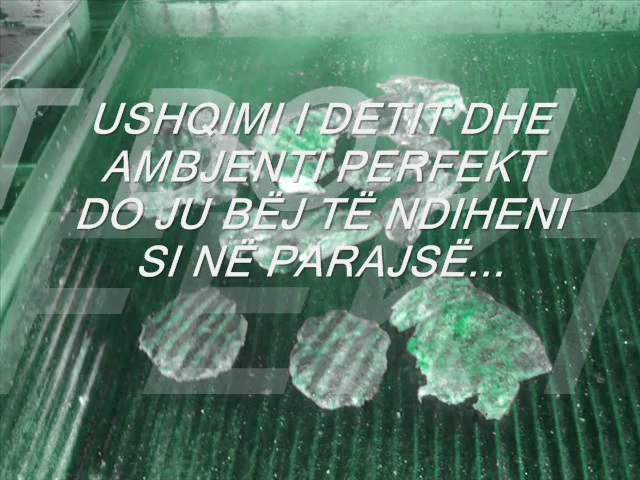 USHQIMI I DETIT DHE
AMBJENTI PERFEKT
DO JU BËJ TË NDIHENI
SI NË PARAJSË...